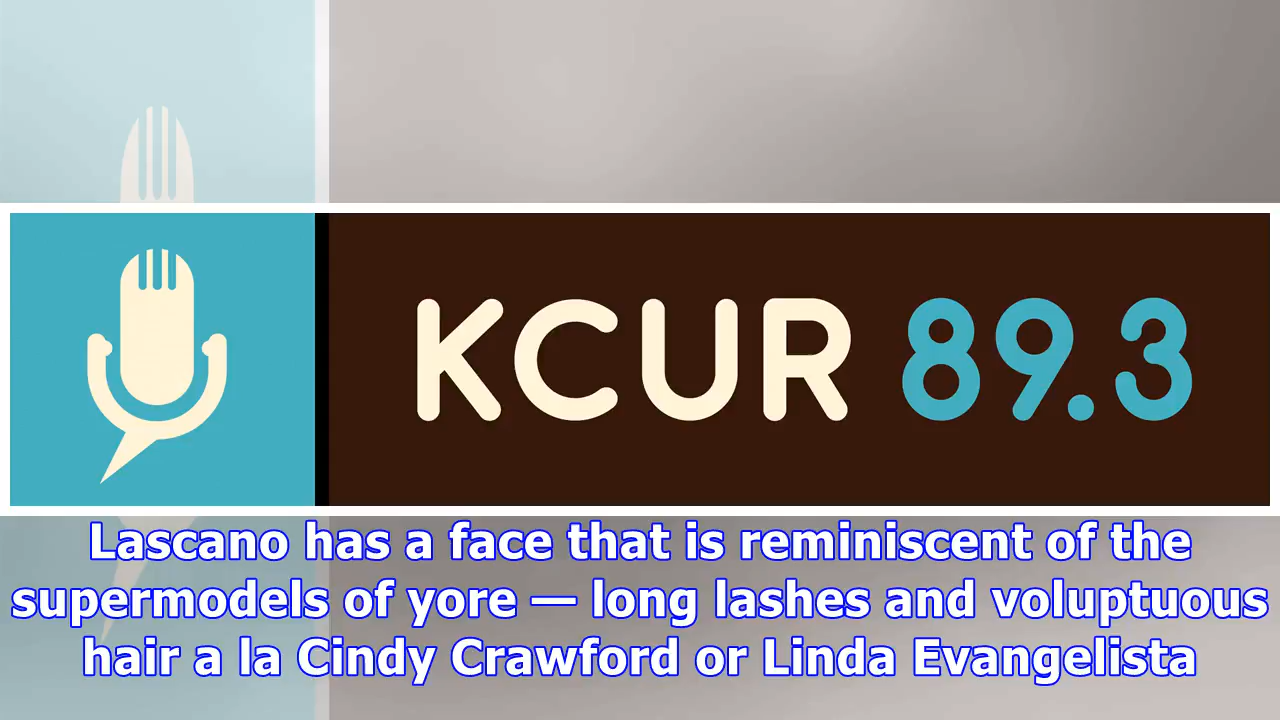 KCUR 89.3
Lascano has a face that is reminiscent of the
supermodels of yore — long lashes and voluptuous
hair a la Cindy Crawford or Linda Evangelista